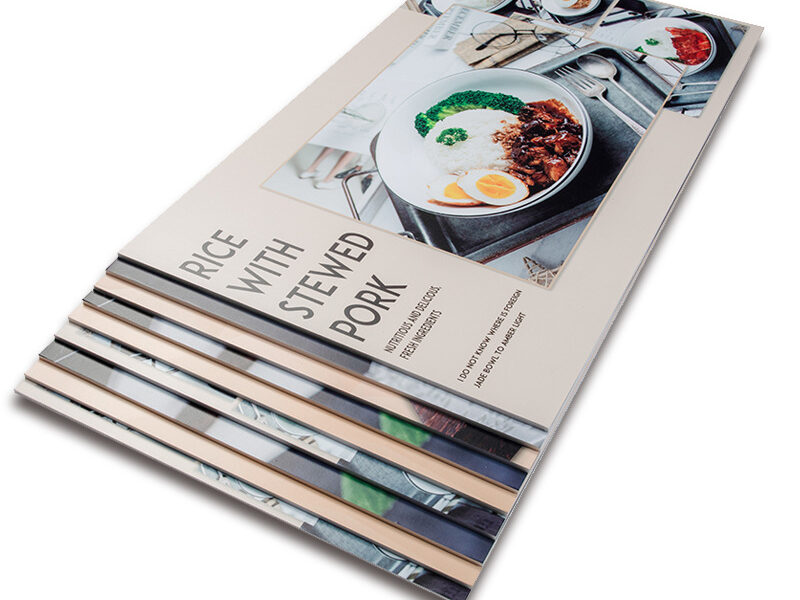 RICE
WITH
STEWED
PORK
NUTRITIOUS AND DELICIOUS,
FRESH INGREDIENTS
I DO NOT KNOW WHERE IS FOREIGN
JADE BOWL TO AMBER LIGHT